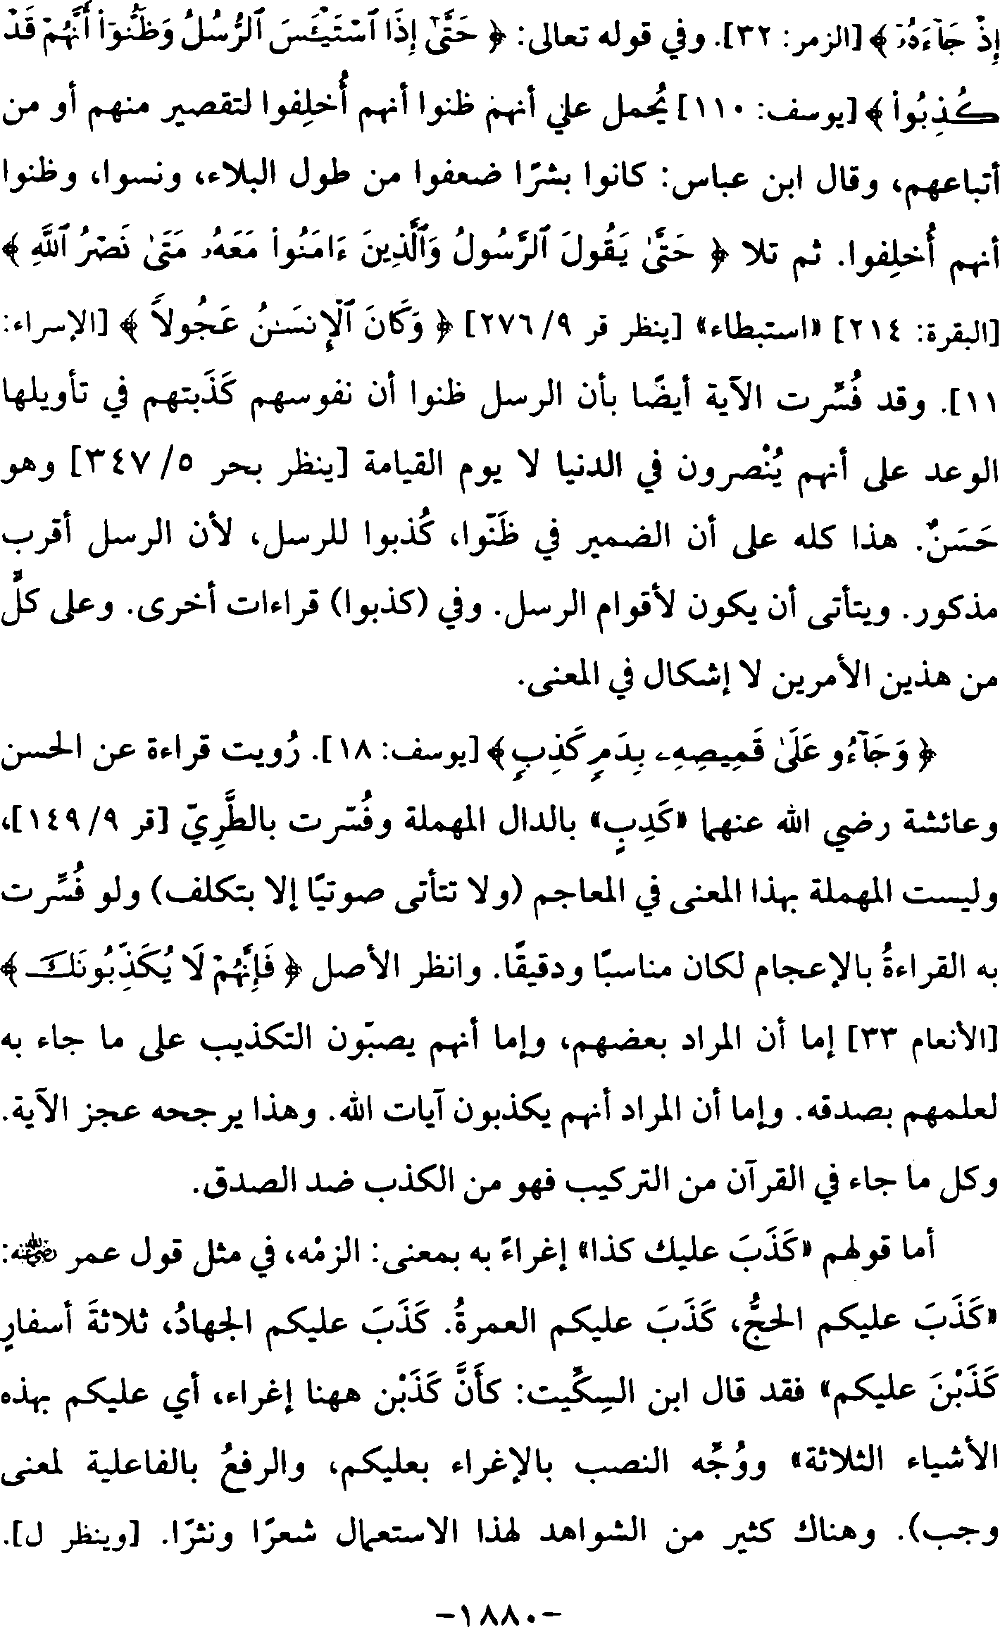 إِذْ جَآءَهُۥٓ ﴾ [الزمر: ٣٢]. وفي قوله تعالى: ﴿ حَتَّىٰٓ إِذَا ٱسْتَيْـَٔسَ ٱلرُّسُلُ وَظَنُّوٓا۟ أَنَّهُمْ قَدْ
كُذِبُوا۟ ﴾ [يوسف: ١١٠] يُحمل علي أنهم ظنوا أنهم أُخلِفوا لتقصير منهم أو من
أتباعهم، وقال ابن عباس: كانوا بشرًا ضعفوا من طول البلاء، ونسوا، وظنوا
أنهم أُخلِفوا. ثم تلا ﴿ حَتَّىٰ يَقُولَ ٱلرَّسُولُ وَٱلَّذِينَ ءَامَنُوا۟ مَعَهُۥ مَتَىٰ نَصْرُ ٱللَّهِ ﴾
[البقرة: ٢١٤] «استبطاء» [ينظر قر ٩/ ٢٧٦] ﴿ وَكَانَ ٱلْإِنسَـٰنُ عَجُولًا ﴾ [الإسراء:
١١]. وقد فُسِّرت الآية أيضًا بأن الرسل ظنوا أن نفوسهم كَذَبتهم في تأويلها
الوعد على أنهم يُنْصرون في الدنيا لا يوم القيامة [ينظر بحر ٥/ ٣٤٧] وهو
حَسَنٌ. هذا كله على أن الضمير في ظَنّوا، كُذبوا للرسل، لأن الرسل أقرب
مذكور. ويتأتى أن يكون لأقوام الرسل. وفي (كذبوا) قراءات أخرى. وعلى كلٍّ
من هذين الأمرين لا إشكال في المعنى.
﴿ وَجَآءُو عَلَىٰ قَمِيصِهِۦ بِدَمٍ كَذِبٍ ﴾ [يوسف: ١٨]. رُويت قراءة عن الحسن
وعائشة رضي الله عنهما «كَدِبٍ» بالدال المهملة وفُسّرت بالطَّرِيّ [قر ٩/ ١٤٩]،
وليست المهملة بهذا المعنى في المعاجم (ولا تتأتى صوتيًا إلا بتكلف) ولو فُسِّرت
به القراءةُ بالإعجام لكان مناسبًا ودقيقًا. وانظر الأصل ﴿ فَإِنَّهُمْ لَا يُكَذِّبُونَكَ ﴾
[الأنعام ٣٣] إما أن المراد بعضهم، وإما أنهم يصبّون التكذيب على ما جاء به
لعلمهم بصدقه. وإما أن المراد أنهم يكذبون آيات الله. وهذا يرجحه عجز الآية.
وكل ما جاء في القرآن من التركيب فهو من الكذب ضد الصدق.
أما قولهم «كَذَبَ عليك كذا» إغراءً به بمعنى: الزمْه، في مثل قول عمر رضي الله عنه:
«كَذَبَ عليكم الحجُّ، كَذَبَ عليكم العمرةُ. كَذَبَ عليكم الجهادُ، ثلاثةَ أسفارٍ
كَذَبْنَ عليكم» فقد قال ابن السِكِّيت: كأَنَّ كَذَبْن ههنا إغراء، أي عليكم بهذه
الأشياء الثلاثة» ووُجِّه النصب بالإغراء بعليكم، والرفعُ بالفاعلية لمعنى
وجب). وهناك كثير من الشواهد لهذا الاستعمال شعرًا ونثرًا. [وينظر ل].
-١٨٨٠-